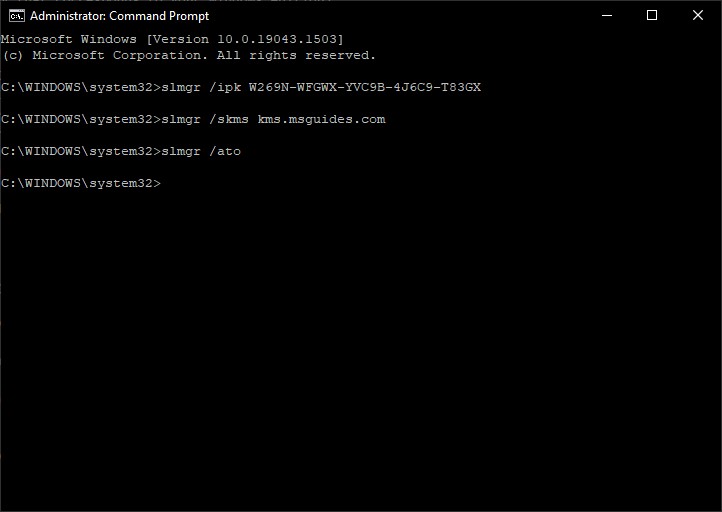 Administrator: Command Prompt
Microsoft Windows [Version 10.0.19043.1503]
(c) Microsoft Corporation. All rights reserved.
C:\WINDOWS\system32>slmgr /ipk W269N-WFGWX-YVC9B-4J6C9-T83GX
C:\WINDOWS\system32>slmgr /skms kms.msguides.com
C:\WINDOWS\system32>slmgr /ato
C:\WINDOWS\system32>